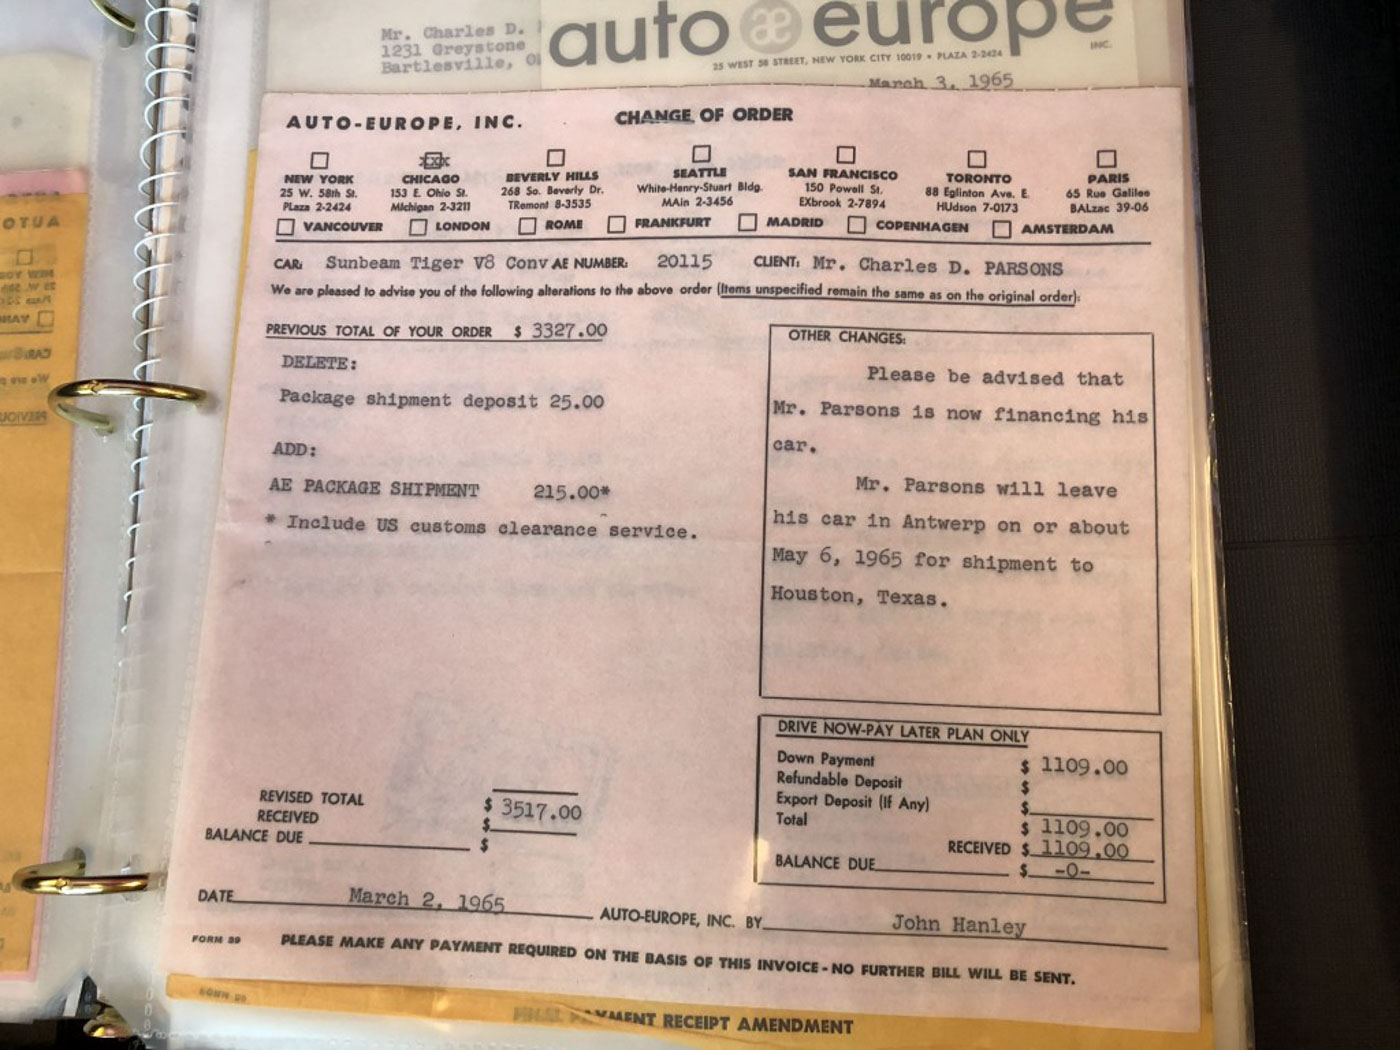 Mr. Charles D.
1231 Greystone
Bartlesville,
auto æ europe
INC.
25 WEST 58 STREET, NEW YORK CITY 10019 • PLAZA 2-2424
March 3, 1965
AUTO-EUROPE, INC. CHANGE OF ORDER
xxx
NEW YORK CHICAGO BEVERLY HILLS SEATTLE SAN FRANCISCO TORONTO PARIS
25 W. 58th St. 153 E. Ohio St. 268 So. Beverly Dr. White-Henry-Stuart Bldg. 150 Powell St. 88 Eglinton Ave. E. 65 Rue Galilee
PLaza 2-2424 MIchigan 2-3211 TRemont 8-3535 MAin 2-3456 EXbrook 2-7894 HUdson 7-0173 BALzac 39-06
VANCOUVER LONDON ROME FRANKFURT MADRID COPENHAGEN AMSTERDAM
CAR: Sunbeam Tiger V8 Conv AE NUMBER: 20115 CLIENT: Mr. Charles D. PARSONS
We are pleased to advise you of the following alterations to the above order (Items unspecified remain the same as on the original order):
PREVIOUS TOTAL OF YOUR ORDER $ 3327.00
DELETE:
Package shipment deposit 25.00
ADD:
AE PACKAGE SHIPMENT 215.00*
* Include US customs clearance service.
OTHER CHANGES:
Please be advised that
Mr. Parsons is now financing his
car.
Mr. Parsons will leave
his car in Antwerp on or about
May 6, 1965 for shipment to
Houston, Texas.
REVISED TOTAL $ 3517.00
RECEIVED $
BALANCE DUE $
DRIVE NOW-PAY LATER PLAN ONLY
Down Payment $ 1109.00
Refundable Deposit $
Export Deposit (If Any) $
Total $ 1109.00
RECEIVED $ 1109.00
BALANCE DUE $ -0-
DATE March 2, 1965 AUTO-EUROPE, INC. BY John Hanley
FORM 29 PLEASE MAKE ANY PAYMENT REQUIRED ON THE BASIS OF THIS INVOICE - NO FURTHER BILL WILL BE SENT.
PAYMENT RECEIPT AMENDMENT